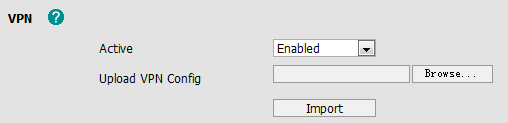 VPN ?
Active Enabled
Upload VPN Config Browse...
Import